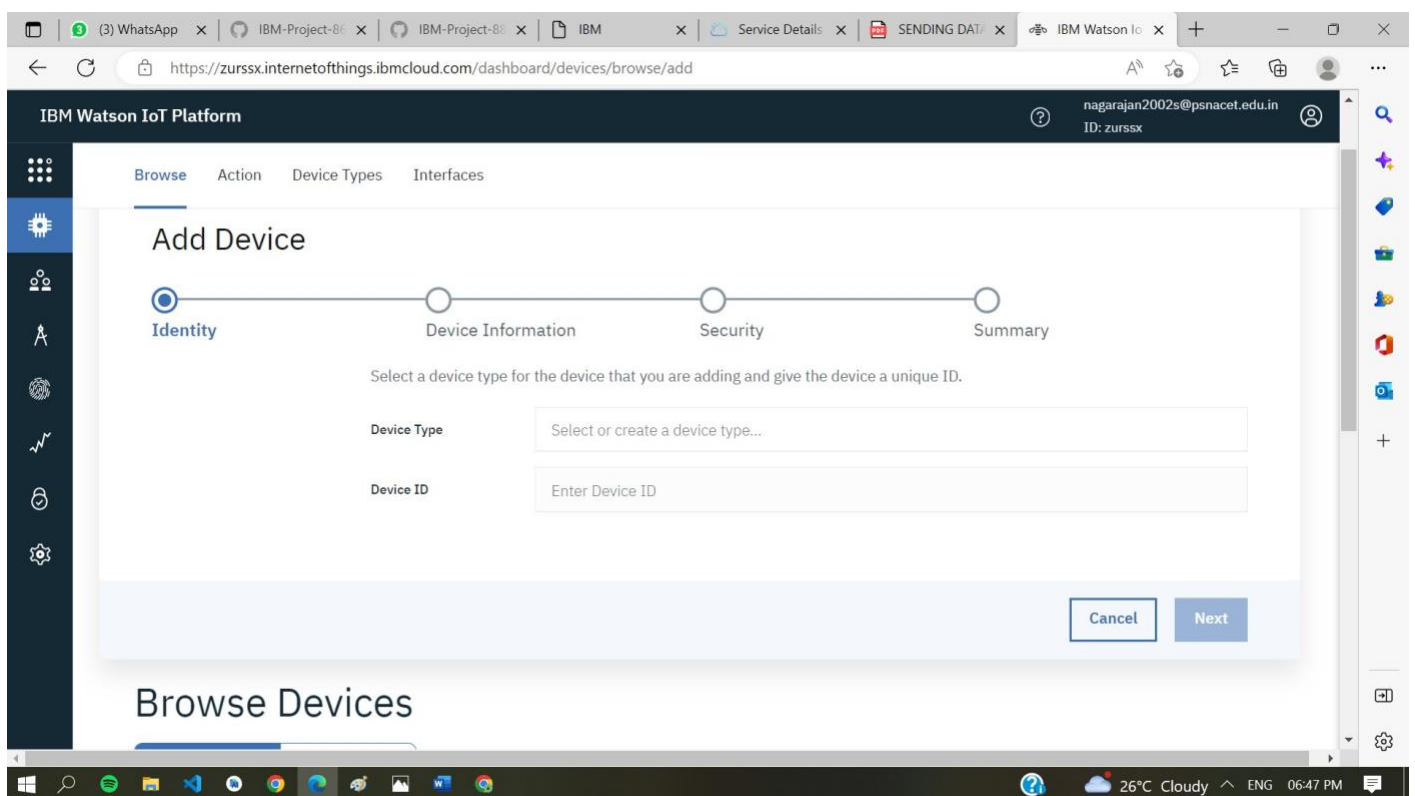 (3) WhatsApp
IBM-Project-86
IBM-Project-88
IBM
Service Details
SENDING DATA
IBM Watson Io
https://zurssx.internetofthings.ibmcloud.com/dashboard/devices/browse/add
IBM Watson IoT Platform
nagarajan2002s@psnacet.edu.in
ID: zurssx
Browse Action Device Types Interfaces
Add Device
Identity Device Information Security Summary
Select a device type for the device that you are adding and give the device a unique ID.
Device Type Select or create a device type...
Device ID Enter Device ID
Cancel Next
Browse Devices
26°C Cloudy ENG 06:47 PM